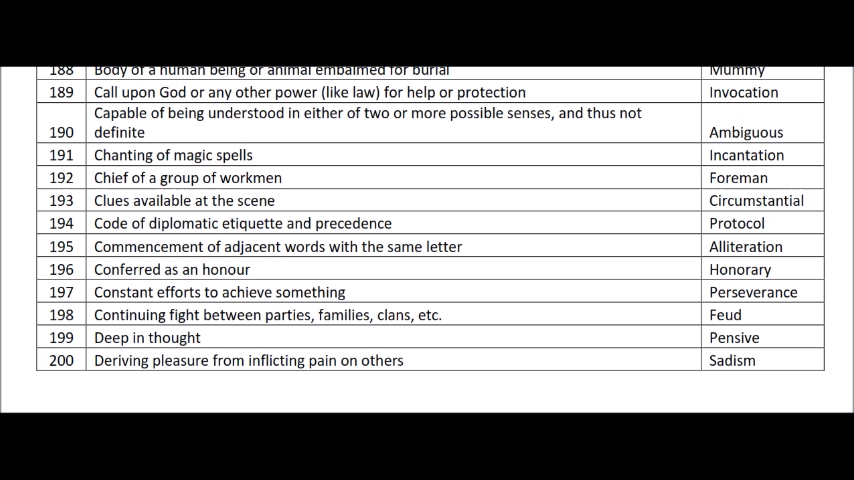 188 Body of a human being or animal embalmed for burial Mummy
189 Call upon God or any other power (like law) for help or protection Invocation
Capable of being understood in either of two or more possible senses, and thus not
190 definite Ambiguous
191 Chanting of magic spells Incantation
192 Chief of a group of workmen Foreman
193 Clues available at the scene Circumstantial
194 Code of diplomatic etiquette and precedence Protocol
195 Commencement of adjacent words with the same letter Alliteration
196 Conferred as an honour Honorary
197 Constant efforts to achieve something Perseverance
198 Continuing fight between parties, families, clans, etc. Feud
199 Deep in thought Pensive
200 Deriving pleasure from inflicting pain on others Sadism